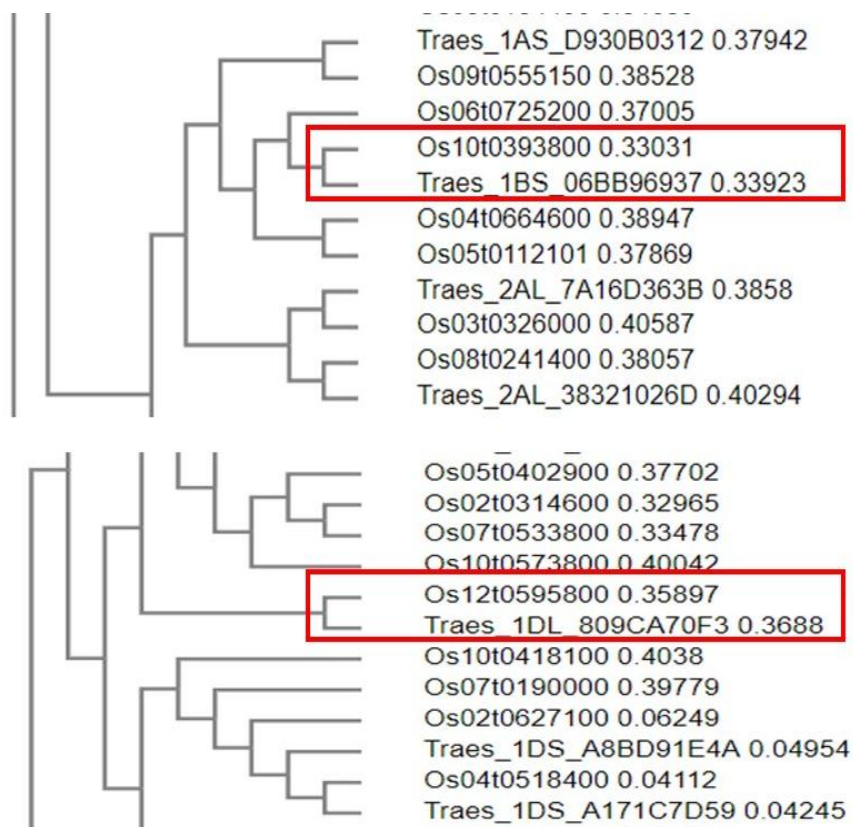 Traes_1AS_D930B0312 0.37942
Os09t0555150 0.38528
Os06t0725200 0.37005
Os10t0393800 0.33031
Traes_1BS_06BB96937 0.33923
Os04t0664600 0.38947
Os05t0112101 0.37869
Traes_2AL_7A16D363B 0.3858
Os03t0326000 0.40587
Os08t0241400 0.38057
Traes_2AL_38321026D 0.40294
Os05t0402900 0.37702
Os02t0314600 0.32965
Os07t0533800 0.33478
Os10t0573800 0.40042
Os12t0595800 0.35897
Traes_1DL_809CA70F3 0.3688
Os10t0418100 0.4038
Os07t0190000 0.39779
Os02t0627100 0.06249
Traes_1DS_A8BD91E4A 0.04954
Os04t0518400 0.04112
Traes_1DS_A171C7D59 0.04245